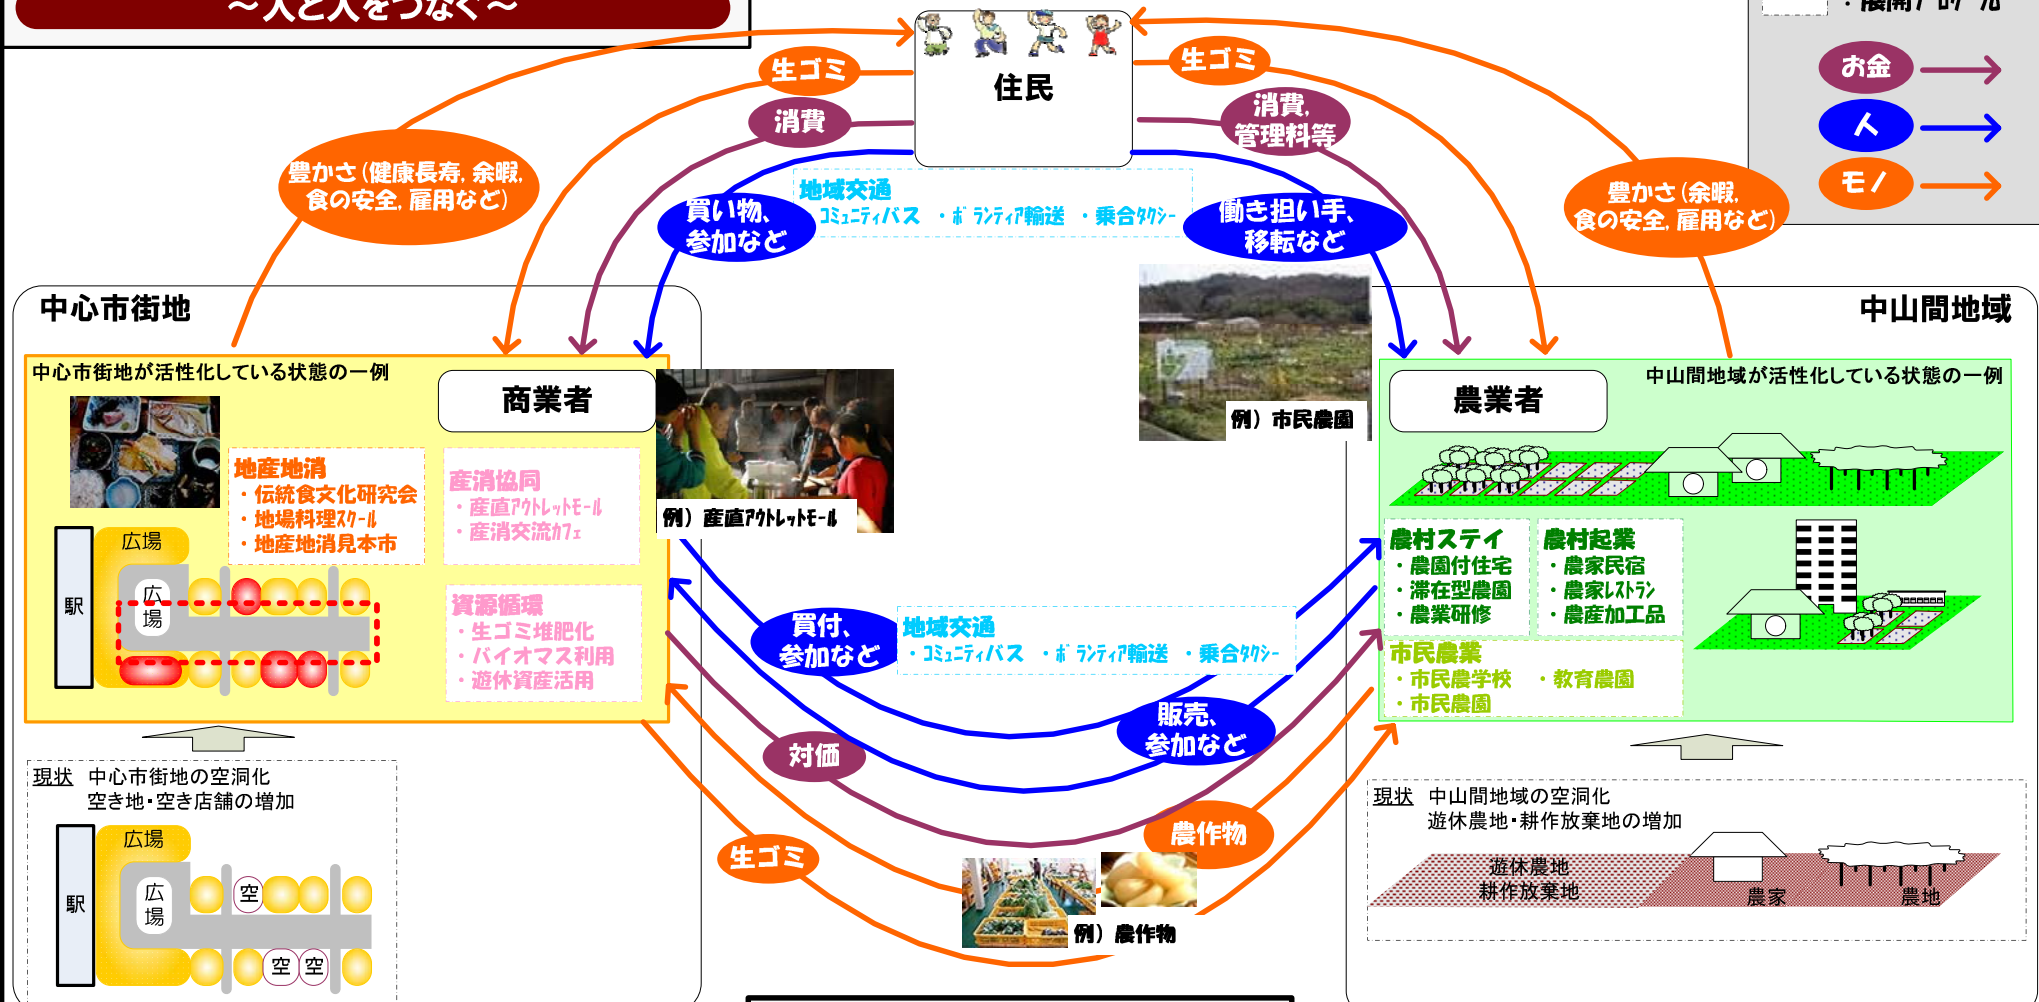 ～人と人をつなぐ～
・展開ﾌﾟﾛｸﾞﾗﾑ
お金
人
モノ
住民
生ゴミ
消費
豊かさ（健康長寿，余暇，
食の安全，雇用など）
買い物、
参加など
地域交通
・ｺﾐｭﾆﾃｨバス ・ﾎﾞﾗﾝﾃｨｱ輸送 ・乗合ﾀｸｼｰ
生ゴミ
消費，
管理料等
働き担い手、
移転など
豊かさ（余暇，
食の安全，雇用など）
中心市街地
中心市街地が活性化している状態の一例
商業者
地産地消
・伝統食文化研究会
・地場料理ｽｸｰﾙ
・地産地消見本市
産消協同
・産直ｱｳﾄﾚｯﾄﾓｰﾙ
・産消交流ｶﾌｪ
資源循環
・生ゴミ堆肥化
・バイオマス利用
・遊休資産活用
駅
広場
広
場
例）産直ｱｳﾄﾚｯﾄﾓｰﾙ
例）市民農園
中山間地域
中山間地域が活性化している状態の一例
農業者
農村ステイ
・農園付住宅
・滞在型農園
・農業研修
農村起業
・農家民宿
・農家ﾚｽﾄﾗﾝ
・農産加工品
市民農業
・市民農学校 ・教育農園
・市民農園
買付、
参加など
地域交通
・ｺﾐｭﾆﾃｨバス ・ﾎﾞﾗﾝﾃｨｱ輸送 ・乗合ﾀｸｼｰ
販売、
参加など
対価
生ゴミ
農作物
例）農作物
現状 中心市街地の空洞化
空き地・空き店舗の増加
駅
広場
広
場
空
空
空
現状 中山間地域の空洞化
遊休農地・耕作放棄地の増加
遊休農地
耕作放棄地
農家
農地